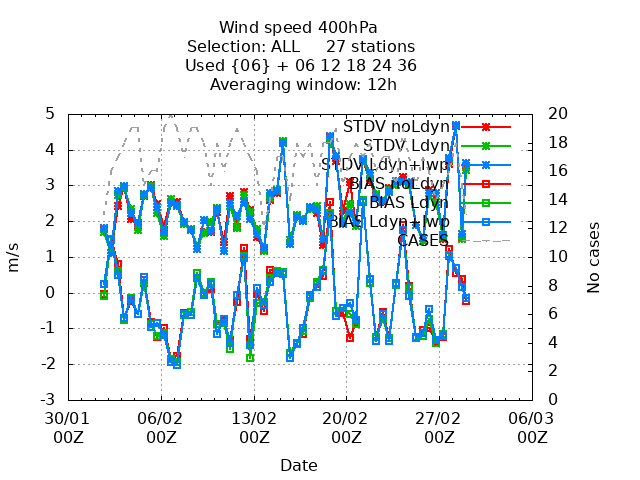 Wind speed 400hPa
Selection: ALL     27 stations
Used {06} + 06 12 18 24 36
Averaging window: 12h
5
4
3
2
1
0
-1
-2
-3
m/s
20
18
16
14
12
10
8
6
4
2
0
No cases
STDV noLdyn
STDV Ldyn
STDV Ldyn+iwp
BIAS noLdyn
BIAS Ldyn
BIAS Ldyn+iwp
CASES
30/01 06/02 13/02 20/02 27/02 06/03
00Z 00Z 00Z 00Z 00Z 00Z
Date